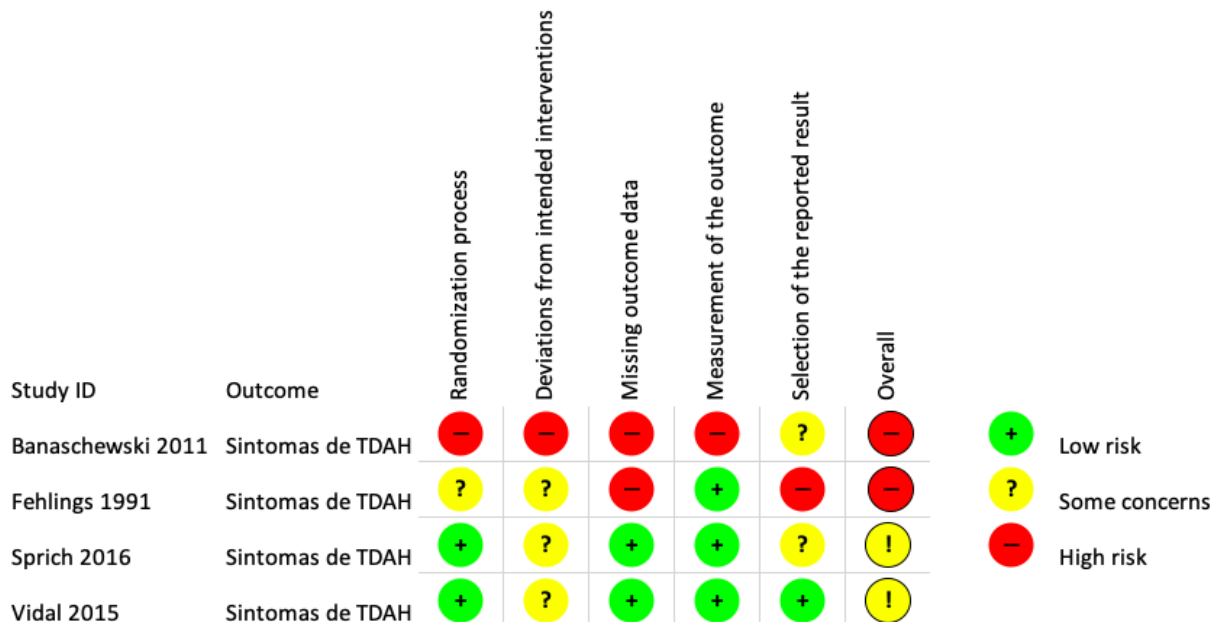 Randomization process
Deviations from intended interventions
Missing outcome data
Measurement of the outcome
Selection of the reported result
Overall
Study ID Outcome
Banaschewski 2011 Sintomas de TDAH − − − − ? −
Fehlings 1991 Sintomas de TDAH ? ? − + − −
Sprich 2016 Sintomas de TDAH + ? + + ? !
Vidal 2015 Sintomas de TDAH + ? + + + !
+ Low risk
? Some concerns
− High risk